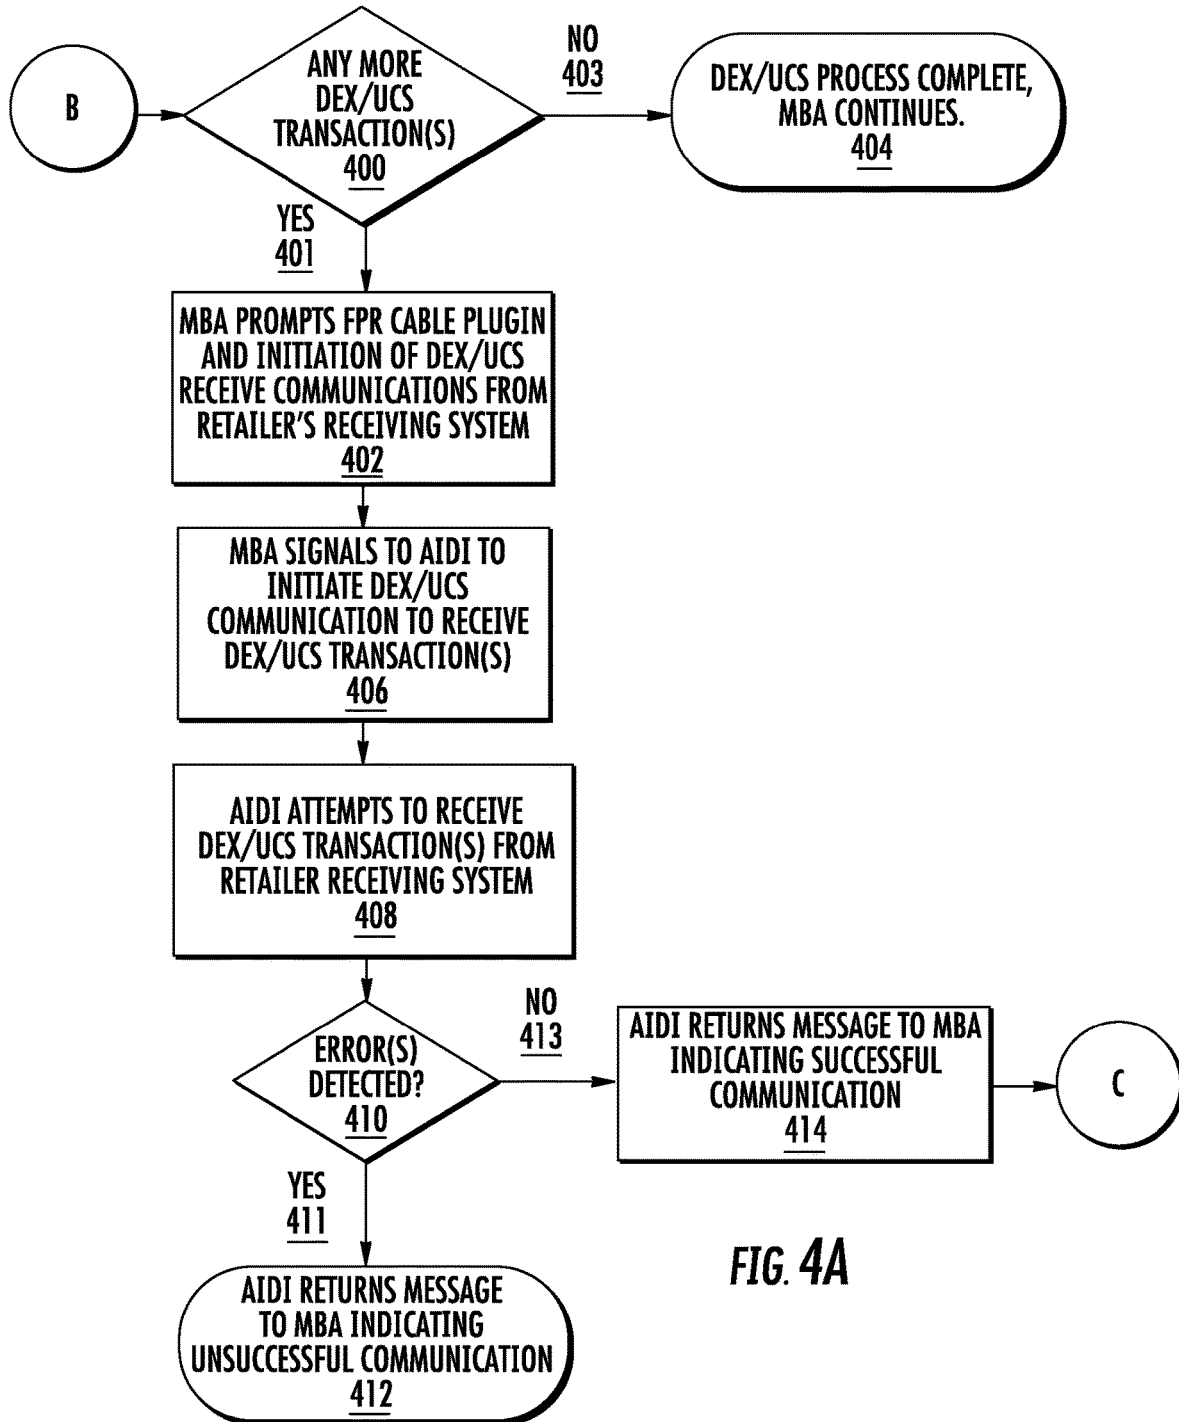 B
ANY MORE
DEX/UCS
TRANSACTION(S)
400
NO
403
DEX/UCS PROCESS COMPLETE,
MBA CONTINUES.
404
YES
401
MBA PROMPTS FPR CABLE PLUGIN
AND INITIATION OF DEX/UCS
RECEIVE COMMUNICATIONS FROM
RETAILER'S RECEIVING SYSTEM
402
MBA SIGNALS TO AIDI TO
INITIATE DEX/UCS
COMMUNICATION TO RECEIVE
DEX/UCS TRANSACTION(S)
406
AIDI ATTEMPTS TO RECEIVE
DEX/UCS TRANSACTION(S) FROM
RETAILER RECEIVING SYSTEM
408
ERROR(S)
DETECTED?
410
NO
413
AIDI RETURNS MESSAGE TO MBA
INDICATING SUCCESSFUL
COMMUNICATION
414
C
YES
411
AIDI RETURNS MESSAGE
TO MBA INDICATING
UNSUCCESSFUL COMMUNICATION
412
FIG. 4A